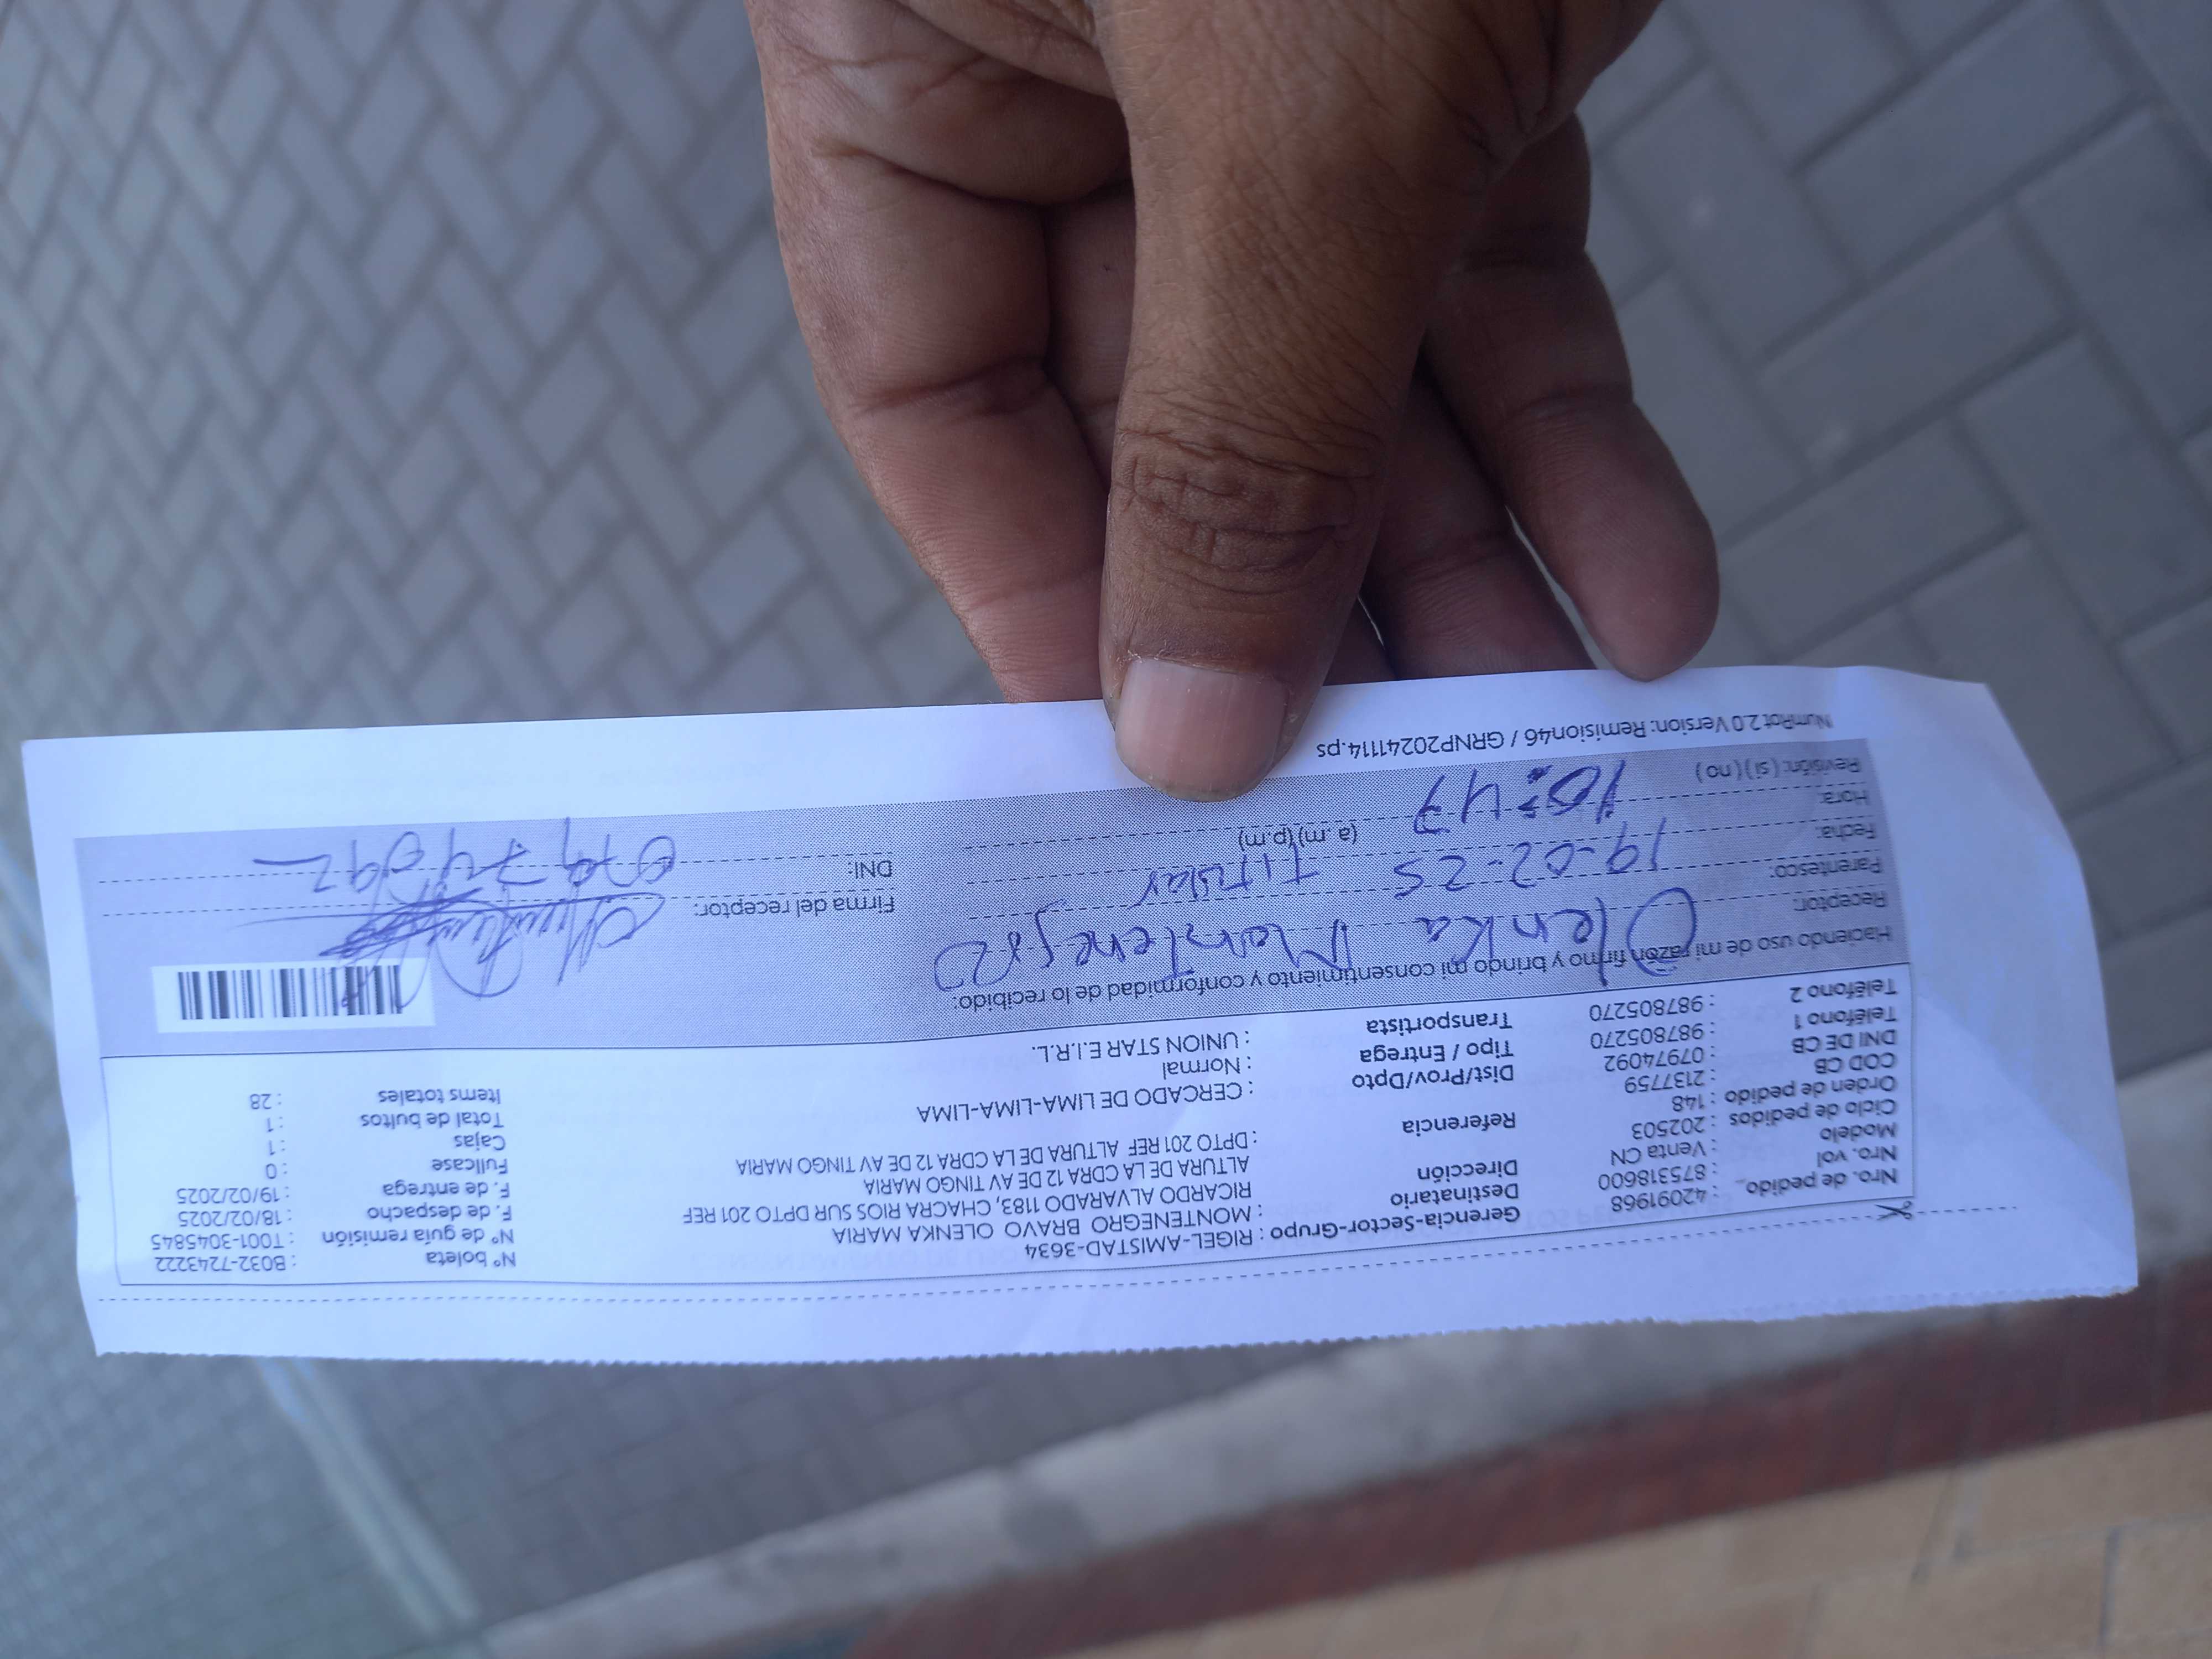 Nro. de pedido : 42091968 Gerencia-Sector-Grupo : RIGEL-AMISTAD-3634 N° boleta : B032-7243222
Nro. vol : 875318600 Destinatario : MONTENEGRO BRAVO OLENKA MARIA N° de guía remisión : T001-3045845
Modelo : Venta CN Dirección RICARDO ALVARADO 1183, CHACRA RIOS SUR DPTO 201 REF F. de despacho : 18/02/2025
Ciclo de pedidos : 202503 ALTURA DE LA CDRA 12 DE AV TINGO MARIA F. de entrega : 19/02/2025
Orden de pedido : 148 Referencia : DPTO 201 REF ALTURA DE LA CDRA 12 DE AV TINGO MARIA Fullcase : 0
COD CB : 2137759 Cajas : 1
DNI DE CB : 07974092 Dist/Prov/Dpto : CERCADO DE LIMA-LIMA-LIMA Total de bultos : 1
Teléfono 1 : 987805270 Tipo / Entrega : Normal Items totales : 28
Teléfono 2 : 987805270 Transportista : UNION STAR E.I.R.L.
Haciendo uso de mi razón firmo y brindo mi consentimiento y conformidad de lo recibido:
Receptor: Olenka Montenegro Firma del receptor:
Parentesco: Titular
Fecha: 19-02-25 DNI: 07974092
Hora: 10:47 (a. m) (p.m)
Revisión: ( si ) ( no )
NumRot 2.0 Version: Remision46 / GRNP20241114.ps